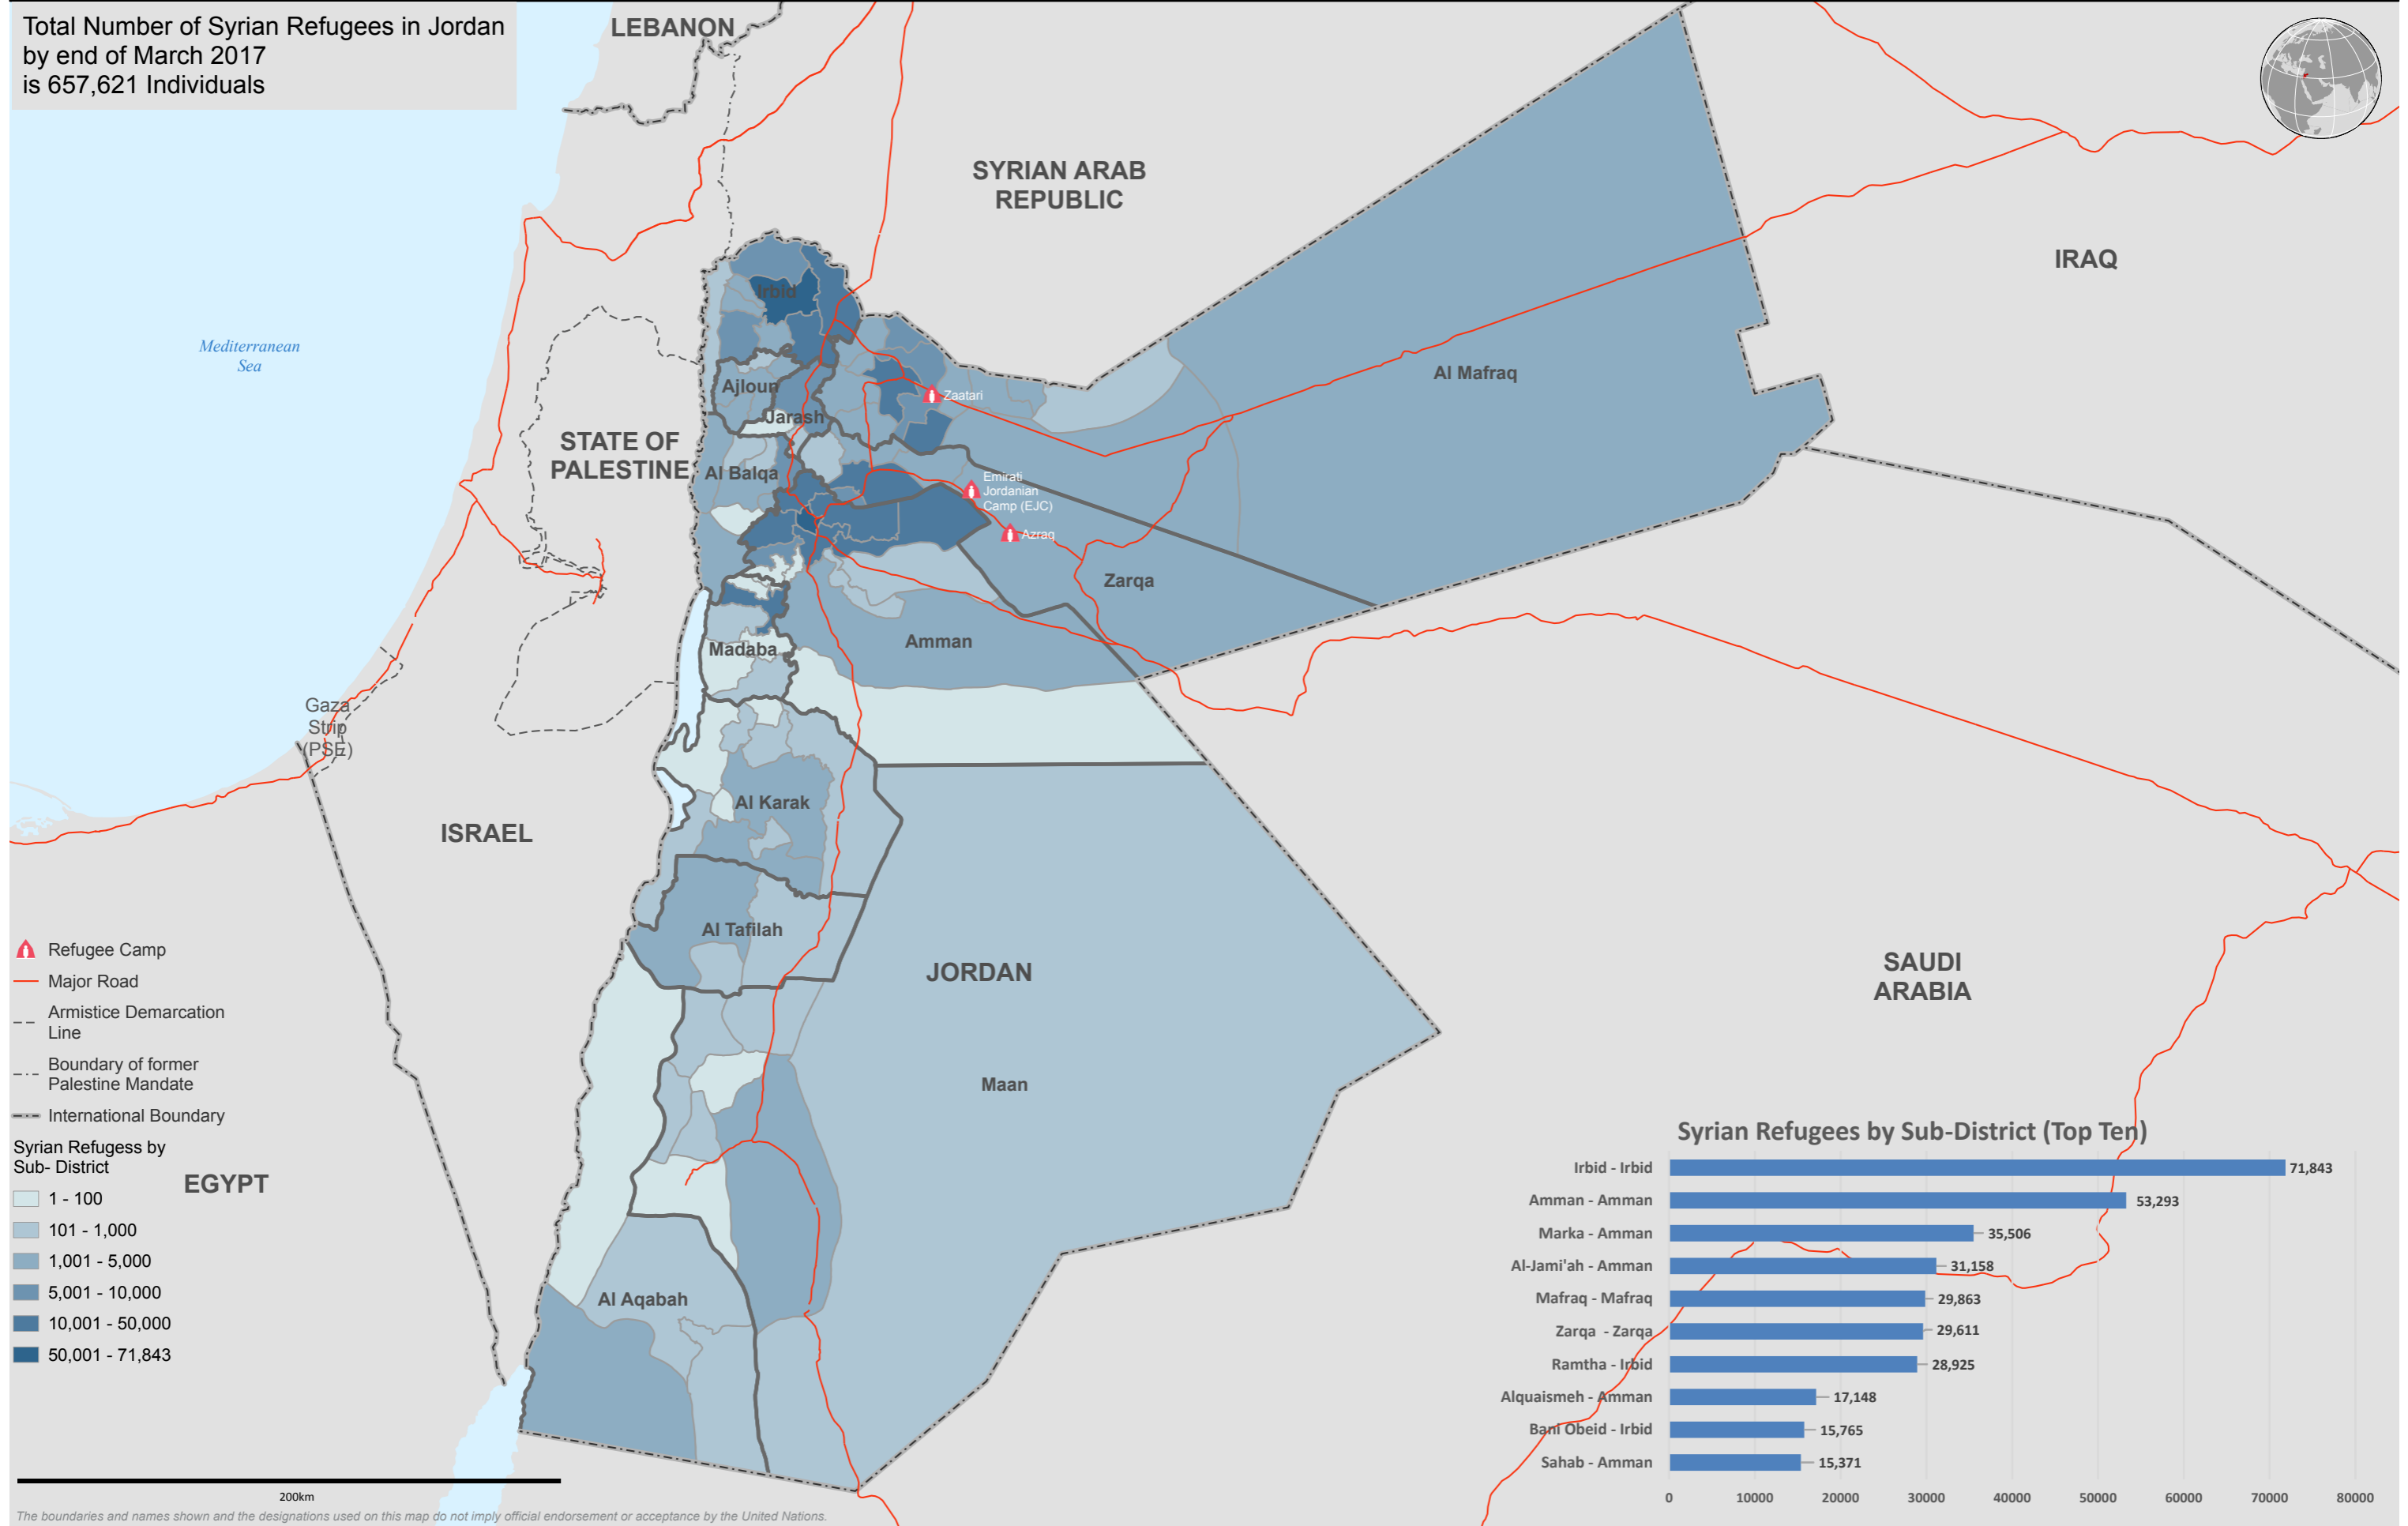 Total Number of Syrian Refugees in Jordan
by end of March 2017
is 657,621 Individuals
LEBANON
SYRIAN ARAB
REPUBLIC
IRAQ
Mediterranean
Sea
Irbid
Al Mafraq
Ajloun
Zaatari
Jarash
STATE OF
PALESTINE
Al Balqa
Emirati
Jordanian
Camp (EJC)
Azraq
Zarqa
Amman
Madaba
Gaza
Strip
(PSE)
Al Karak
ISRAEL
Al Tafilah
JORDAN
SAUDI
ARABIA
Maan
EGYPT
Al Aqabah
Refugee Camp
Major Road
Armistice Demarcation
Line
Boundary of former
Palestine Mandate
International Boundary
Syrian Refugess by
Sub- District
1 - 100
101 - 1,000
1,001 - 5,000
5,001 - 10,000
10,001 - 50,000
50,001 - 71,843
Syrian Refugees by Sub-District (Top Ten)
Irbid - Irbid 71,843
Amman - Amman 53,293
Marka - Amman 35,506
Al-Jami'ah - Amman 31,158
Mafraq - Mafraq 29,863
Zarqa - Zarqa 29,611
Ramtha - Irbid 28,925
Alquaismeh - Amman 17,148
Bani Obeid - Irbid 15,765
Sahab - Amman 15,371
0 10000 20000 30000 40000 50000 60000 70000 80000
200km
The boundaries and names shown and the designations used on this map do not imply official endorsement or acceptance by the United Nations.